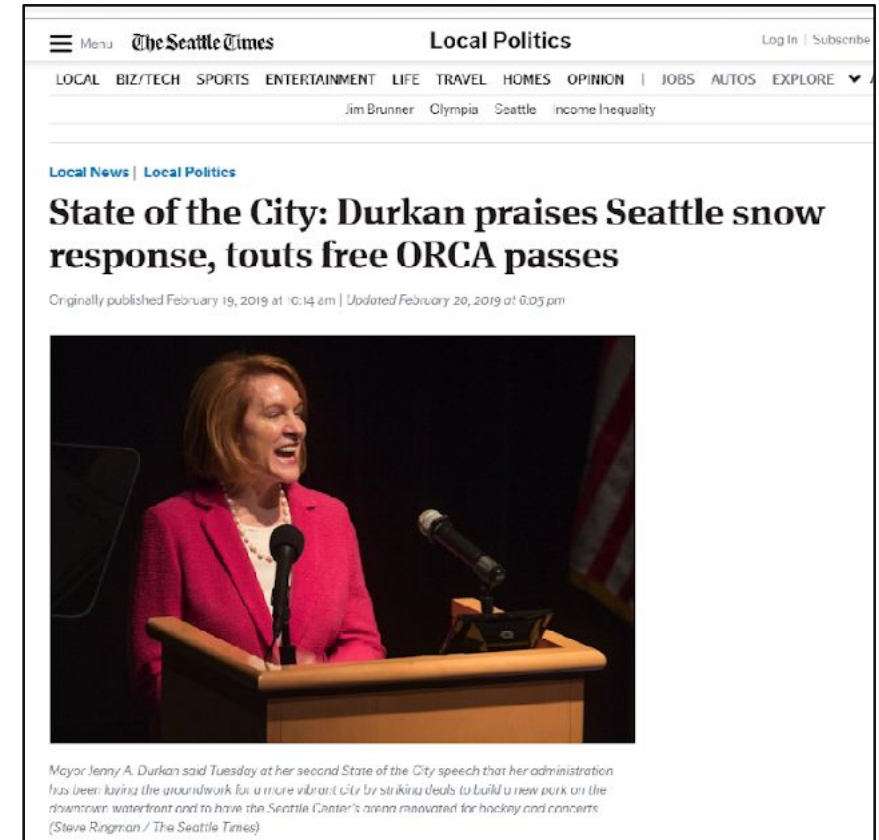 Menu The Seattle Times Local Politics Log In | Subscribe
LOCAL BIZ/TECH SPORTS ENTERTAINMENT LIFE TRAVEL HOMES OPINION | JOBS AUTOS EXPLORE
Jim Brunner Olympia Seattle Income Inequality
Local News | Local Politics
State of the City: Durkan praises Seattle snow
response, touts free ORCA passes
Originally published February 19, 2019 at 10:14 am | Updated February 20, 2019 at 6:05 pm
Mayor Jenny A. Durkan said Tuesday at her second State of the City speech that her administration
has been laying the groundwork for a more vibrant city by striking deals to build a new park on the
downtown waterfront and to have the Seattle Center's arena renovated for hockey and concerts
(Steve Ringman / The Seattle Times)